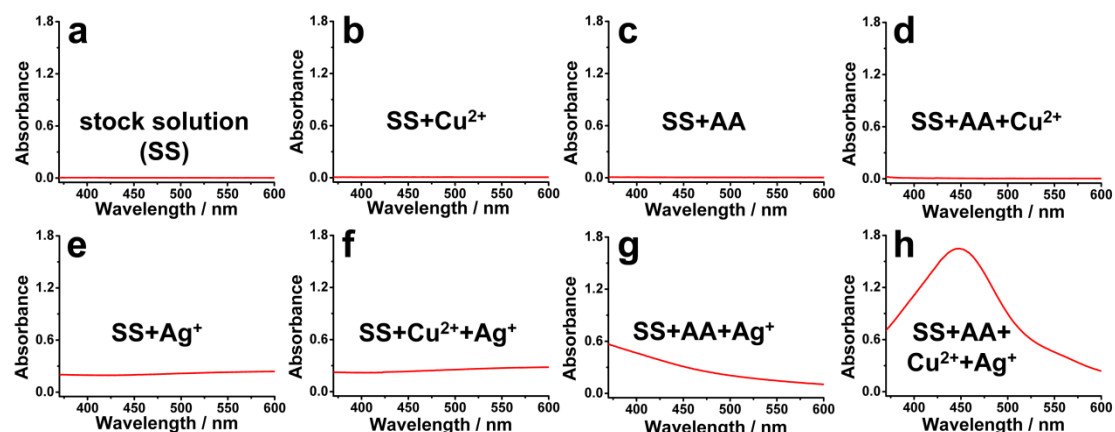 a
Absorbance
1.8
1.2
0.6
0.0
stock solution
(SS)
400 450 500 550 600
Wavelength / nm
b
Absorbance
1.8
1.2
0.6
0.0
SS+Cu²⁺
400 450 500 550 600
Wavelength / nm
c
Absorbance
1.8
1.2
0.6
0.0
SS+AA
400 450 500 550 600
Wavelength / nm
d
Absorbance
1.8
1.2
0.6
0.0
SS+AA+Cu²⁺
400 450 500 550 600
Wavelength / nm
e
Absorbance
1.8
1.2
0.6
0.0
SS+Ag⁺
400 450 500 550 600
Wavelength / nm
f
Absorbance
1.8
1.2
0.6
0.0
SS+Cu²⁺+Ag⁺
400 450 500 550 600
Wavelength / nm
g
Absorbance
1.8
1.2
0.6
0.0
SS+AA+Ag⁺
400 450 500 550 600
Wavelength / nm
h
Absorbance
1.8
1.2
0.6
0.0
SS+AA+
Cu²⁺+Ag⁺
400 450 500 550 600
Wavelength / nm